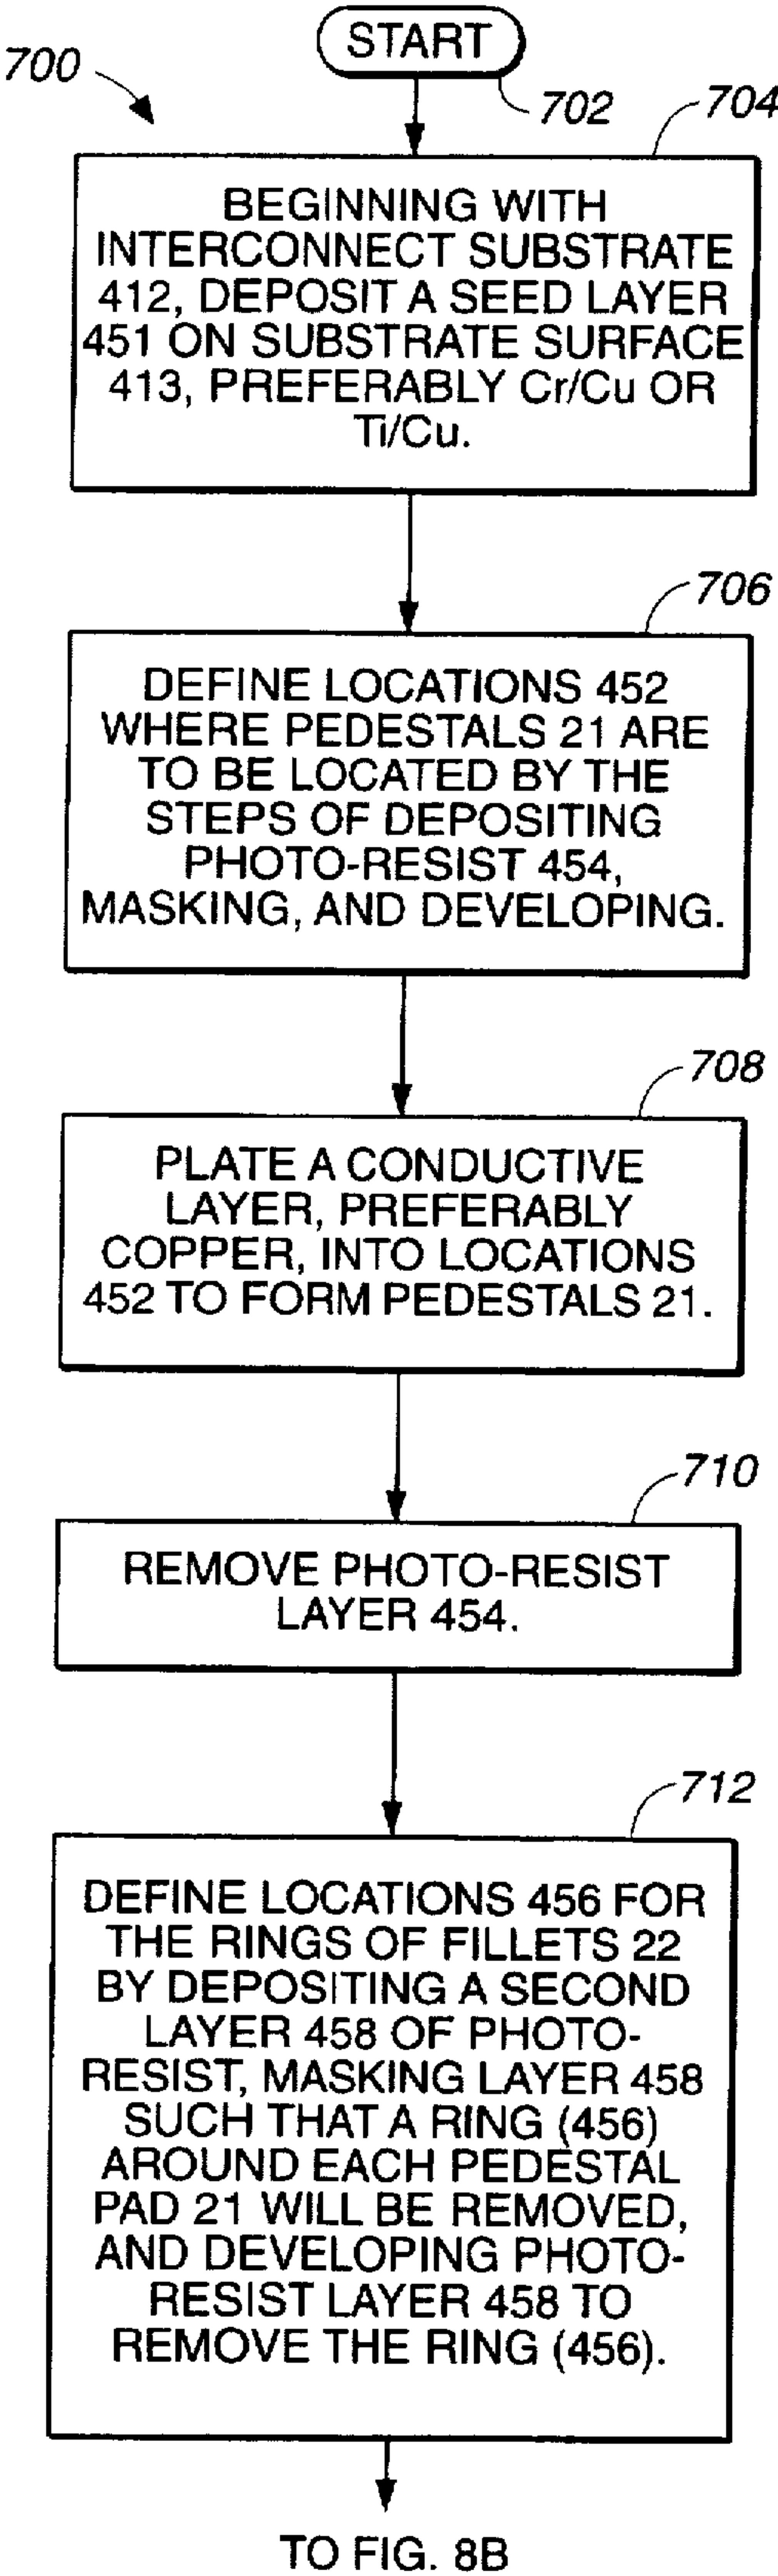 START
700
702
704
BEGINNING WITH
INTERCONNECT SUBSTRATE
412, DEPOSIT A SEED LAYER
451 ON SUBSTRATE SURFACE
413, PREFERABLY Cr/Cu OR
Ti/Cu.
706
DEFINE LOCATIONS 452
WHERE PEDESTALS 21 ARE
TO BE LOCATED BY THE
STEPS OF DEPOSITING
PHOTO-RESIST 454,
MASKING, AND DEVELOPING.
708
PLATE A CONDUCTIVE
LAYER, PREFERABLY
COPPER, INTO LOCATIONS
452 TO FORM PEDESTALS 21.
710
REMOVE PHOTO-RESIST
LAYER 454.
712
DEFINE LOCATIONS 456 FOR
THE RINGS OF FILLETS 22
BY DEPOSITING A SECOND
LAYER 458 OF PHOTO-
RESIST, MASKING LAYER 458
SUCH THAT A RING (456)
AROUND EACH PEDESTAL
PAD 21 WILL BE REMOVED,
AND DEVELOPING PHOTO-
RESIST LAYER 458 TO
REMOVE THE RING (456).
TO FIG. 8B